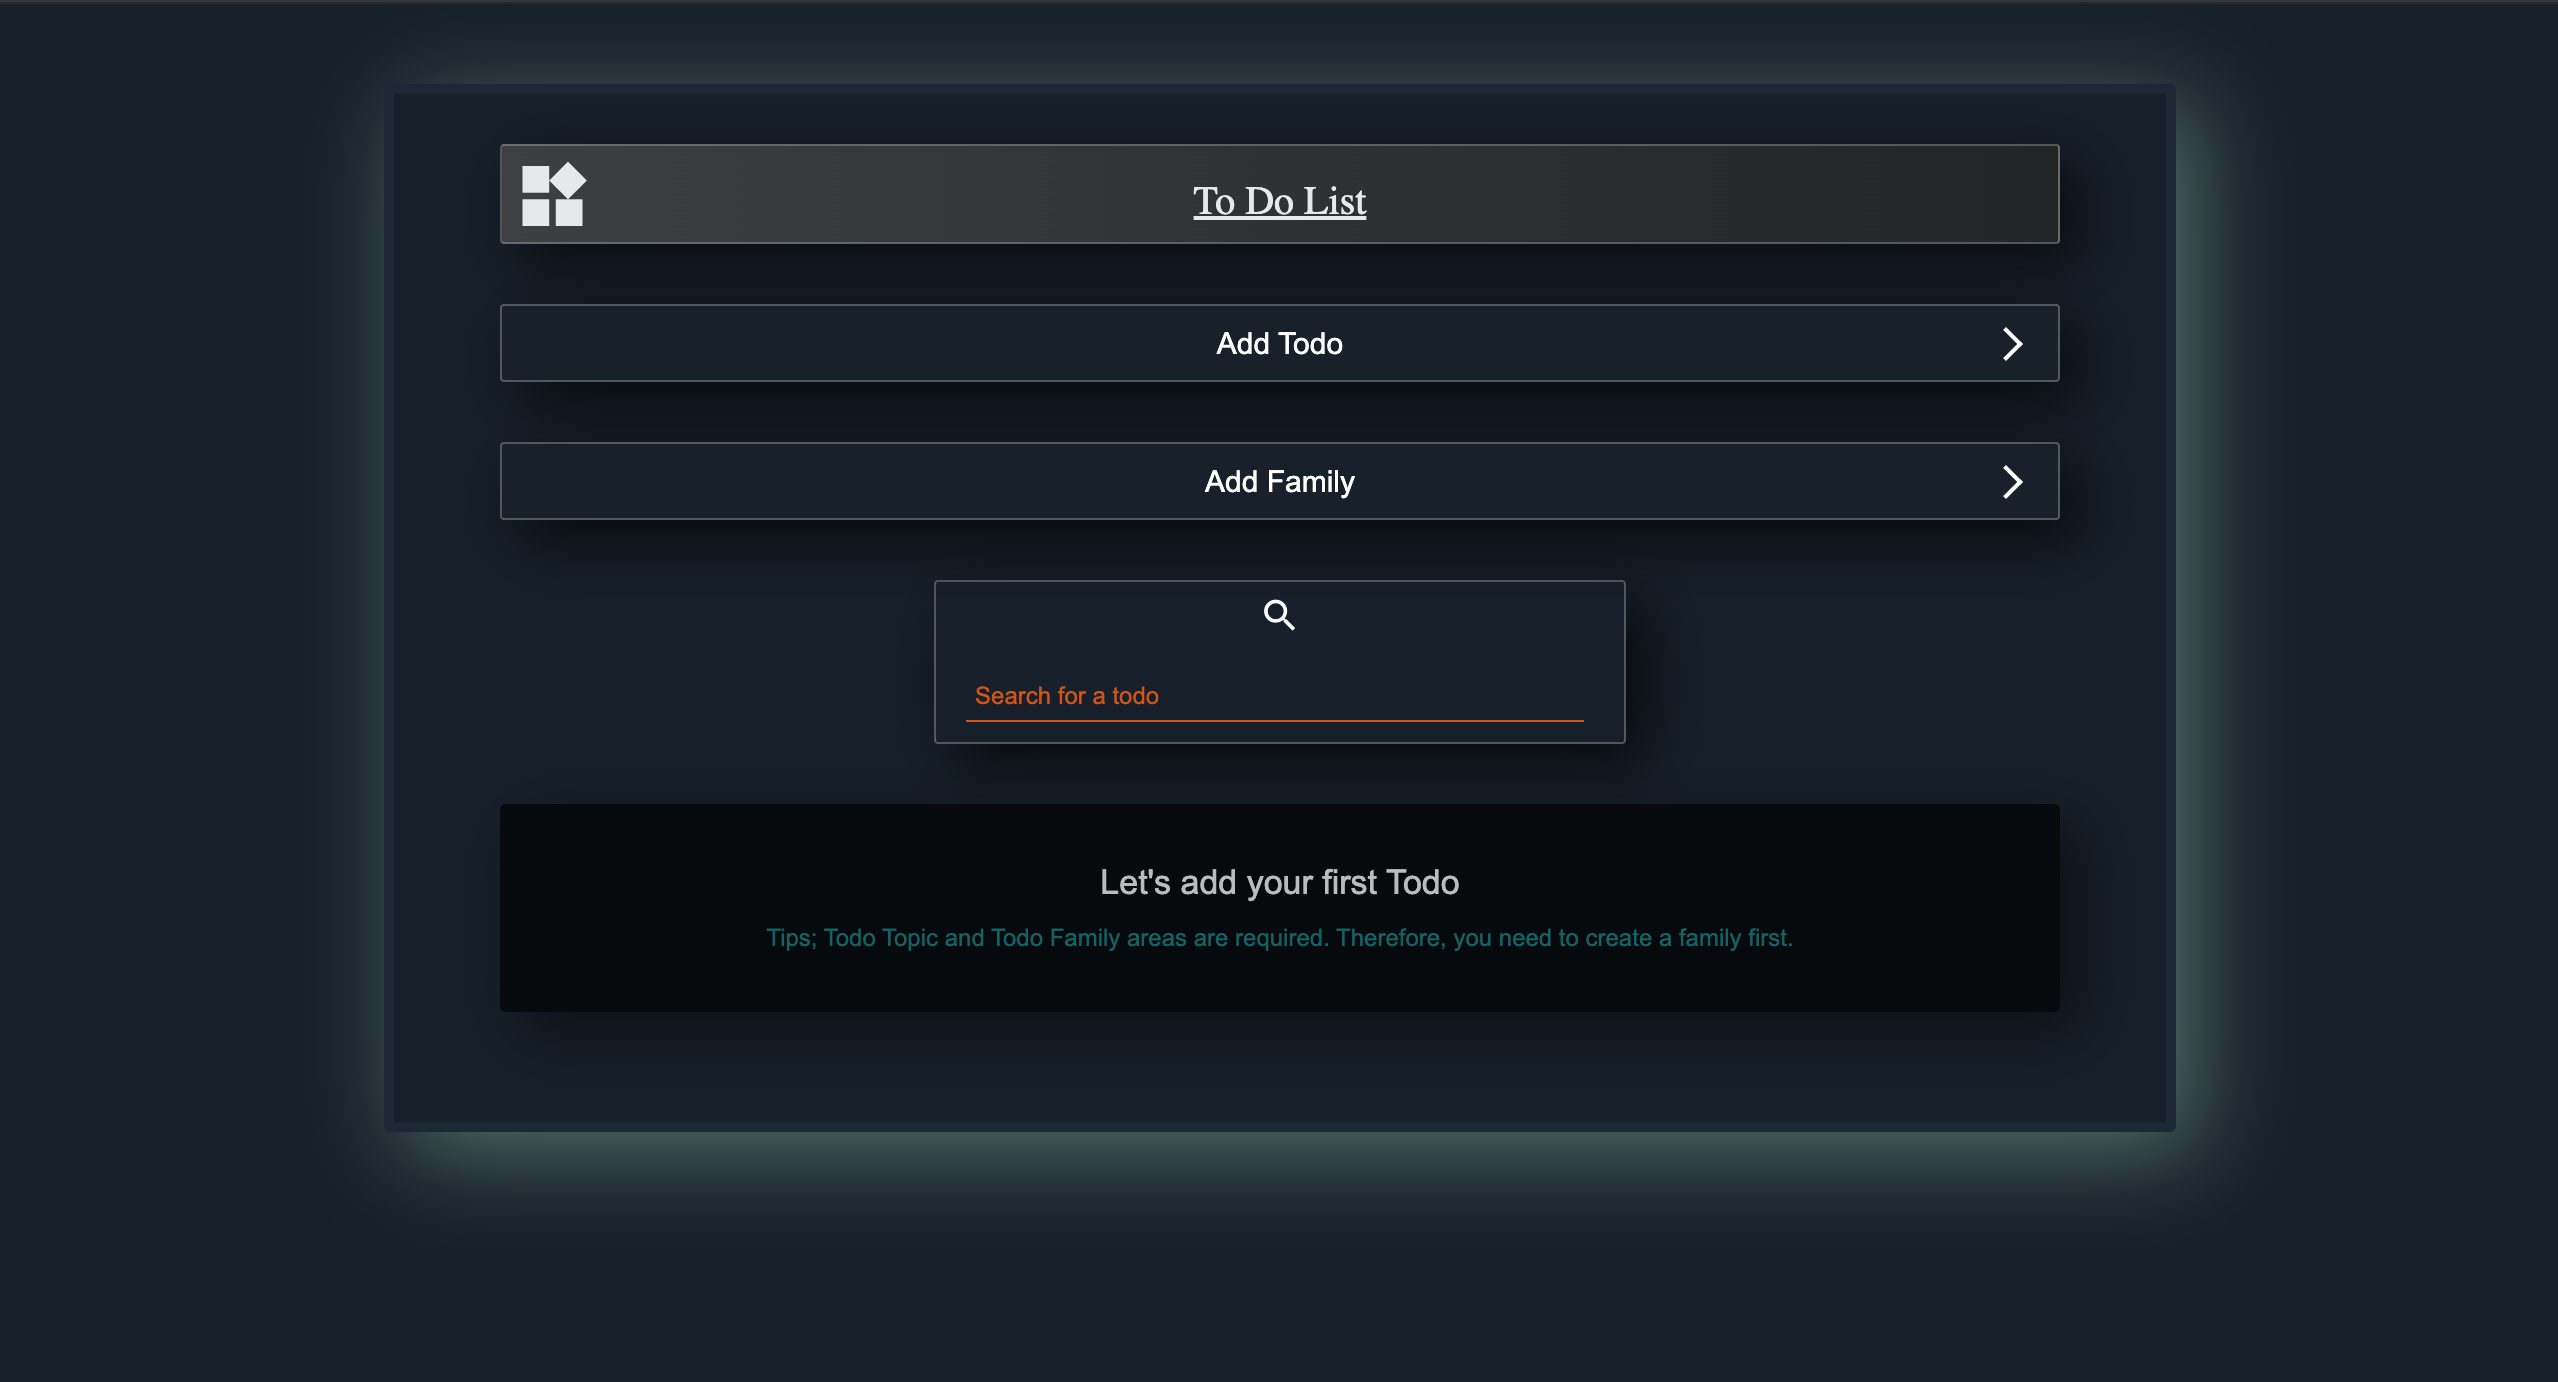 To Do List
Add Todo
Add Family
Search for a todo
Let's add your first Todo
Tips; Todo Topic and Todo Family areas are required. Therefore, you need to create a family first.